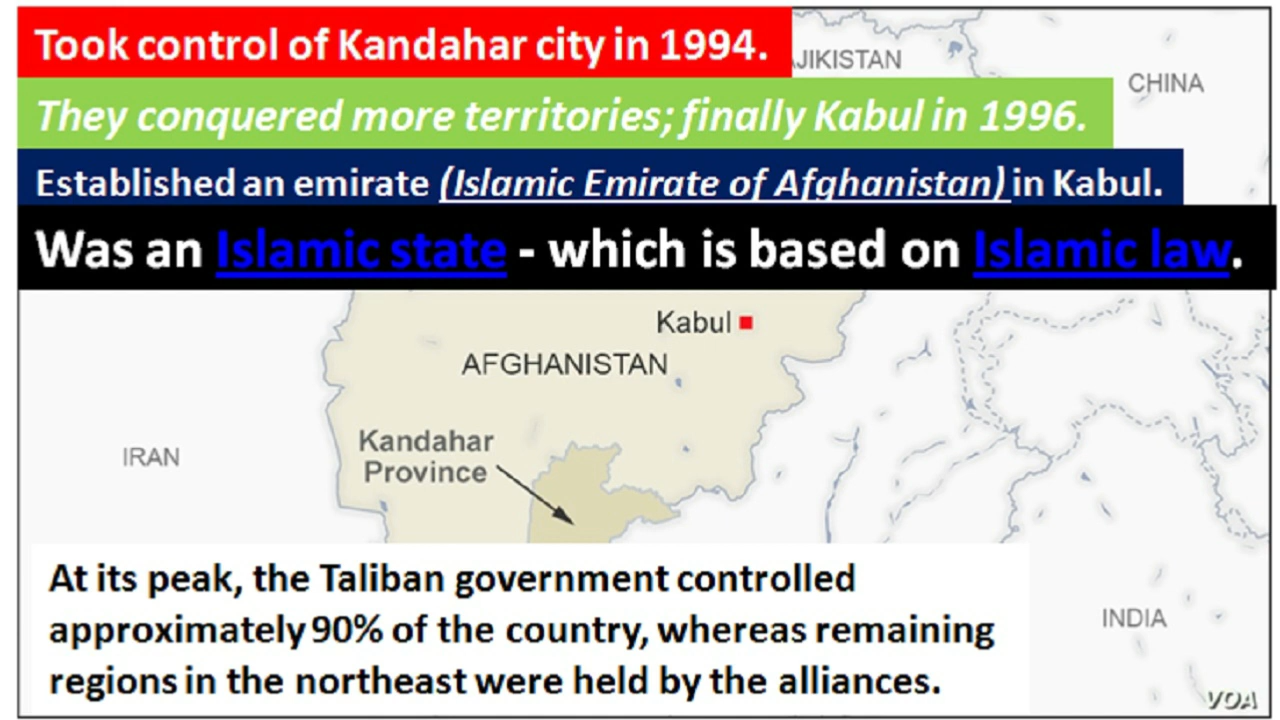 Took control of Kandahar city in 1994.
JIKISTAN
CHINA
They conquered more territories; finally Kabul in 1996.
Established an emirate (Islamic Emirate of Afghanistan) in Kabul.
Was an Islamic state - which is based on Islamic law.
Kabul
AFGHANISTAN
Kandahar
Province
IRAN
At its peak, the Taliban government controlled
approximately 90% of the country, whereas remaining
regions in the northeast were held by the alliances.
INDIA
VOA